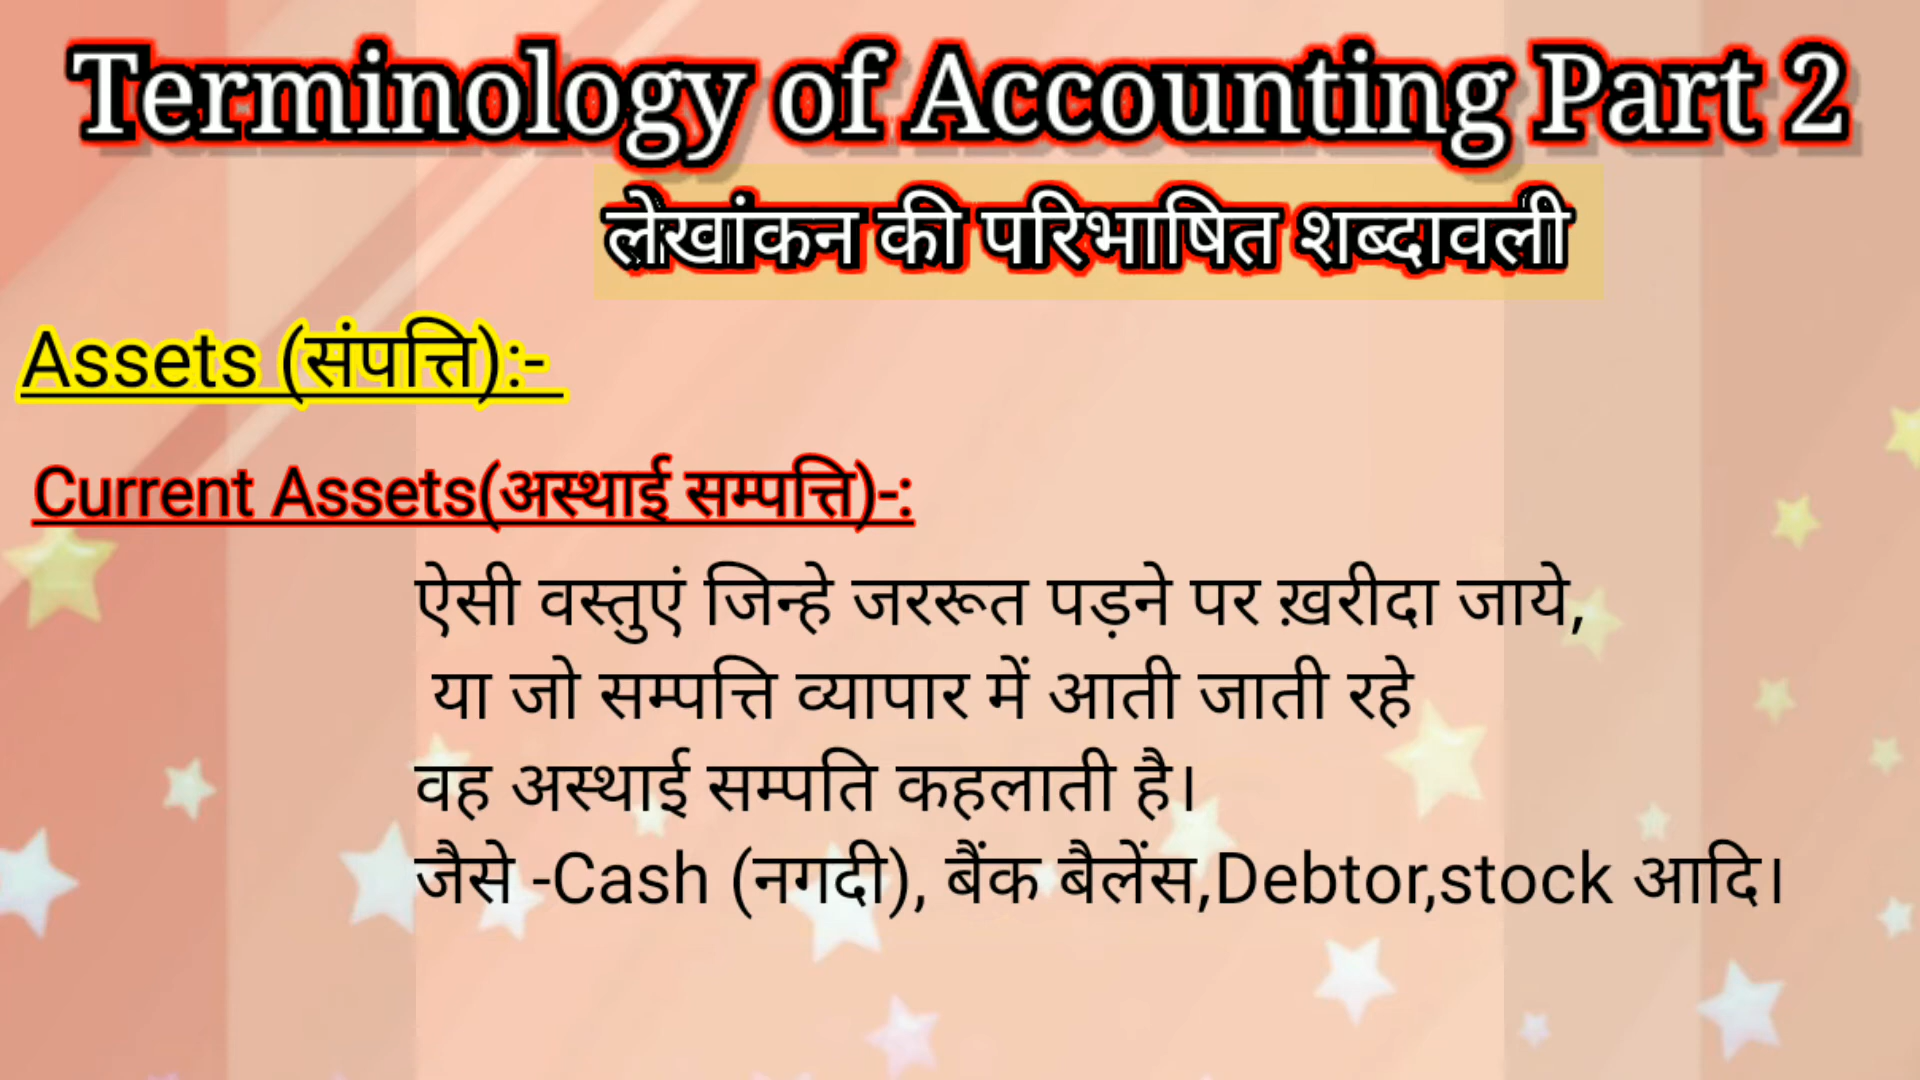 Terminology of Accounting Part 2
लेखांकन की परिभाषित शब्दावली
Assets (संपत्ति):-
Current Assets(अस्थाई सम्पत्ति)-:
ऐसी वस्तुएं जिन्हे जररूत पड़ने पर ख़रीदा जाये,
या जो सम्पत्ति व्यापार में आती जाती रहे
वह अस्थाई सम्पति कहलाती है।
जैसे -Cash (नगदी), बैंक बैलेंस,Debtor,stock आदि।